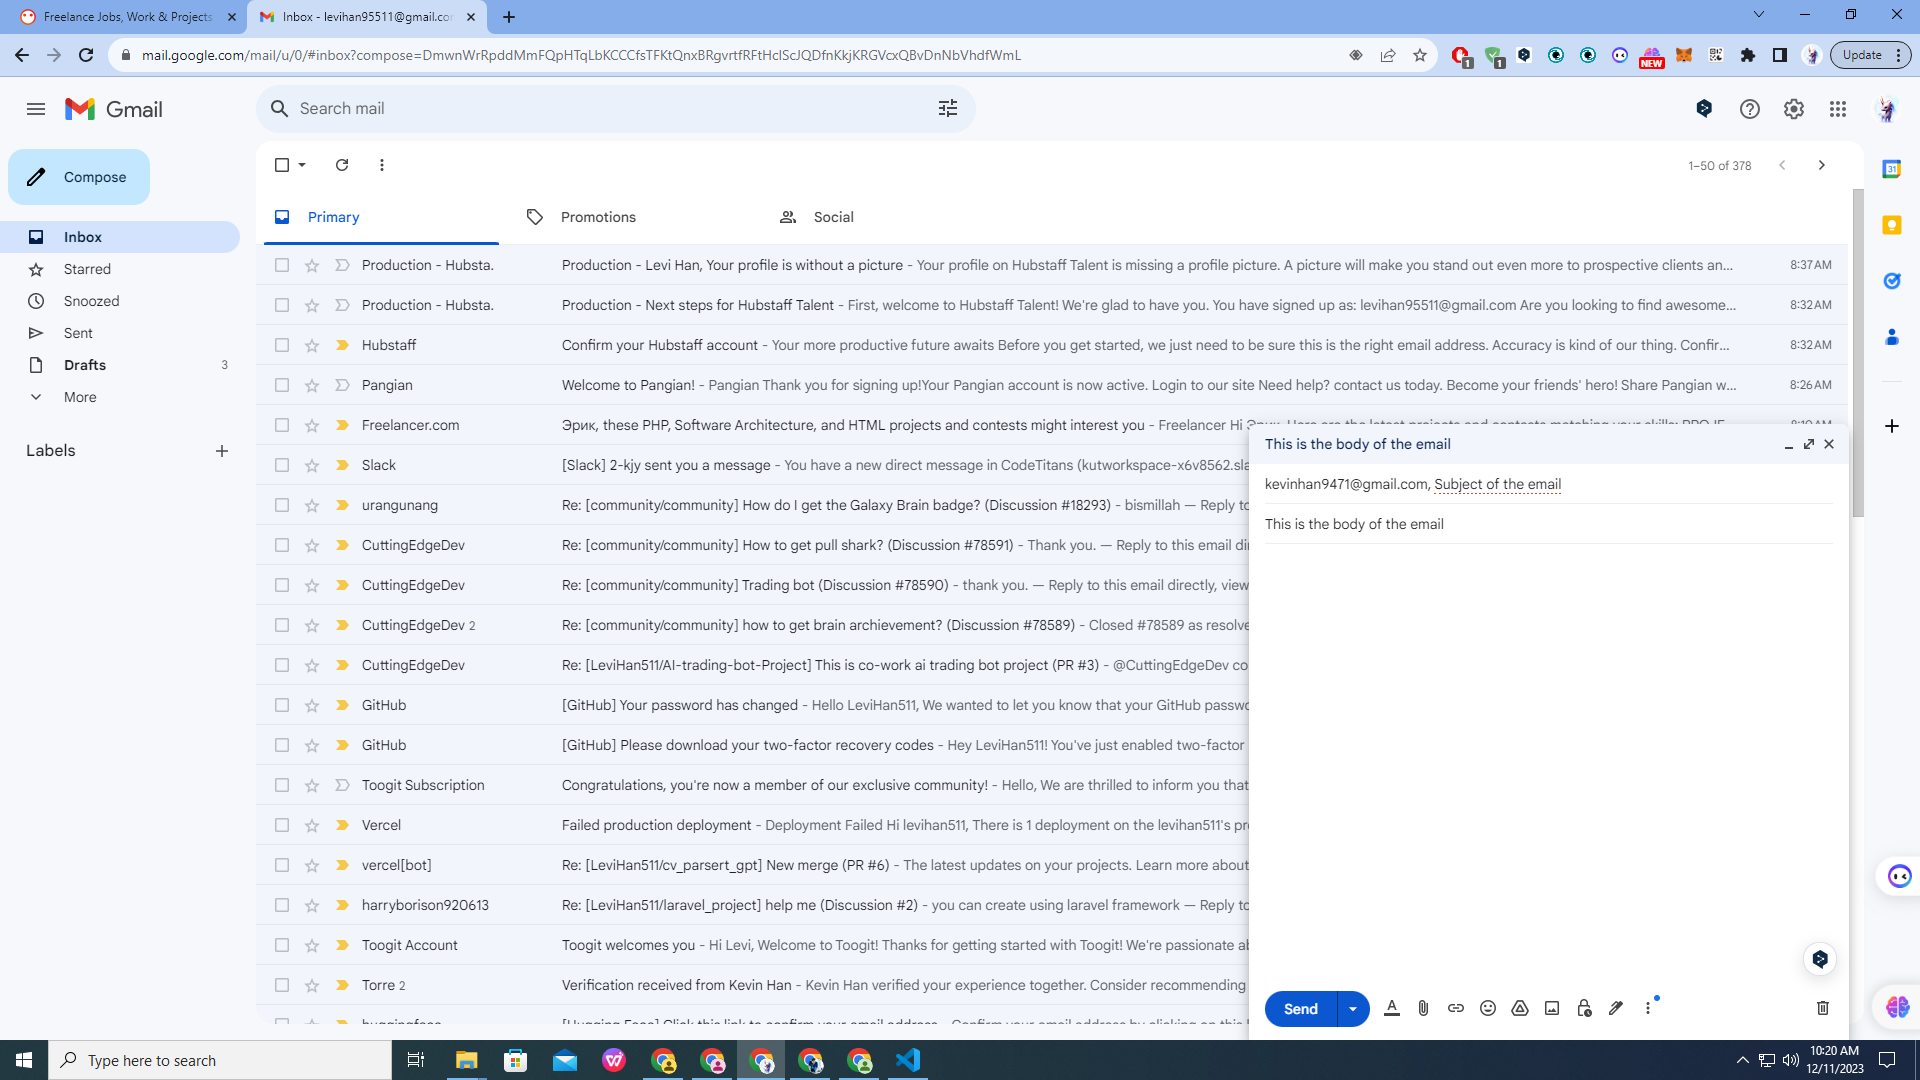 Freelance Jobs, Work & Projects
Inbox - levihan95511@gmail.co
mail.google.com/mail/u/0/#inbox?compose=DmwnWrRpddMmFQpHTqLbKCCCfsTFKtQnxBRgvrtfRFtHclScJQDfnKkjKRGVcxQBvDnNbVhdfWmL
1
1
NEW
Update
Gmail
Search mail
Compose
1–50 of 378
Primary
Promotions
Social
Inbox
Starred
Snoozed
Sent
Drafts 3
More
Labels
Production - Hubsta. Production - Levi Han, Your profile is without a picture - Your profile on Hubstaff Talent is missing a profile picture. A picture will make you stand out even more to prospective clients an... 8:37 AM
Production - Hubsta. Production - Next steps for Hubstaff Talent - First, welcome to Hubstaff Talent! We're glad to have you. You have signed up as: levihan95511@gmail.com Are you looking to find awesome... 8:32 AM
Hubstaff Confirm your Hubstaff account - Your more productive future awaits Before you get started, we just need to be sure this is the right email address. Accuracy is kind of our thing. Confir... 8:32 AM
Pangian Welcome to Pangian! - Pangian Thank you for signing up!Your Pangian account is now active. Login to our site Need help? contact us today. Become your friends' hero! Share Pangian w... 8:26 AM
Freelancer.com Эрик, these PHP, Software Architecture, and HTML projects and contests might interest you - Freelancer Hi
Slack [Slack] 2-kjy sent you a message - You have a new direct message in CodeTitans (kutworkspace-x6v8562.sla
urangunang Re: [community/community] How do I get the Galaxy Brain badge? (Discussion #18293) - bismillah — Reply to
CuttingEdgeDev Re: [community/community] How to get pull shark? (Discussion #78591) - Thank you. — Reply to this email di
CuttingEdgeDev Re: [community/community] Trading bot (Discussion #78590) - thank you. — Reply to this email directly, view
CuttingEdgeDev 2 Re: [community/community] how to get brain archievement? (Discussion #78589) - Closed #78589 as resolve
CuttingEdgeDev Re: [LeviHan511/AI-trading-bot-Project] This is co-work ai trading bot project (PR #3) - @CuttingEdgeDev co
GitHub [GitHub] Your password has changed - Hello LeviHan511, We wanted to let you know that your GitHub passwo
GitHub [GitHub] Please download your two-factor recovery codes - Hey LeviHan511! You've just enabled two-factor
Toogit Subscription Congratulations, you're now a member of our exclusive community! - Hello, We are thrilled to inform you that
Vercel Failed production deployment - Deployment Failed Hi levihan511, There is 1 deployment on the levihan511's pr
vercel[bot] Re: [LeviHan511/cv_parsert_gpt] New merge (PR #6) - The latest updates on your projects. Learn more about
harryborison920613 Re: [LeviHan511/laravel_project] help me (Discussion #2) - you can create using laravel framework — Reply to
Toogit Account Toogit welcomes you - Hi Levi, Welcome to Toogit! Thanks for getting started with Toogit! We're passionate ab
Torre 2 Verification received from Kevin Han - Kevin Han verified your experience together. Consider recommending
This is the body of the email
kevinhan9471@gmail.com, Subject of the email
This is the body of the email
Send
31
Type here to search
10:20 AM
12/11/2023